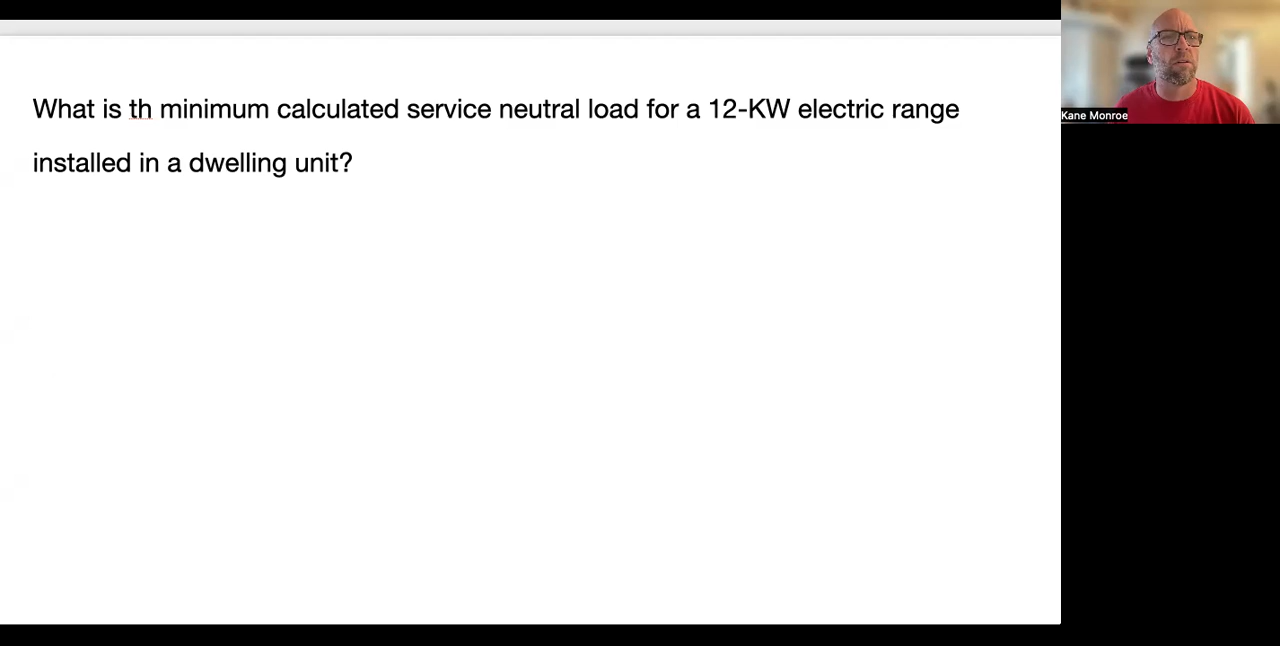 What is th minimum calculated service neutral load for a 12-KW electric range
installed in a dwelling unit?
Kane Monroe